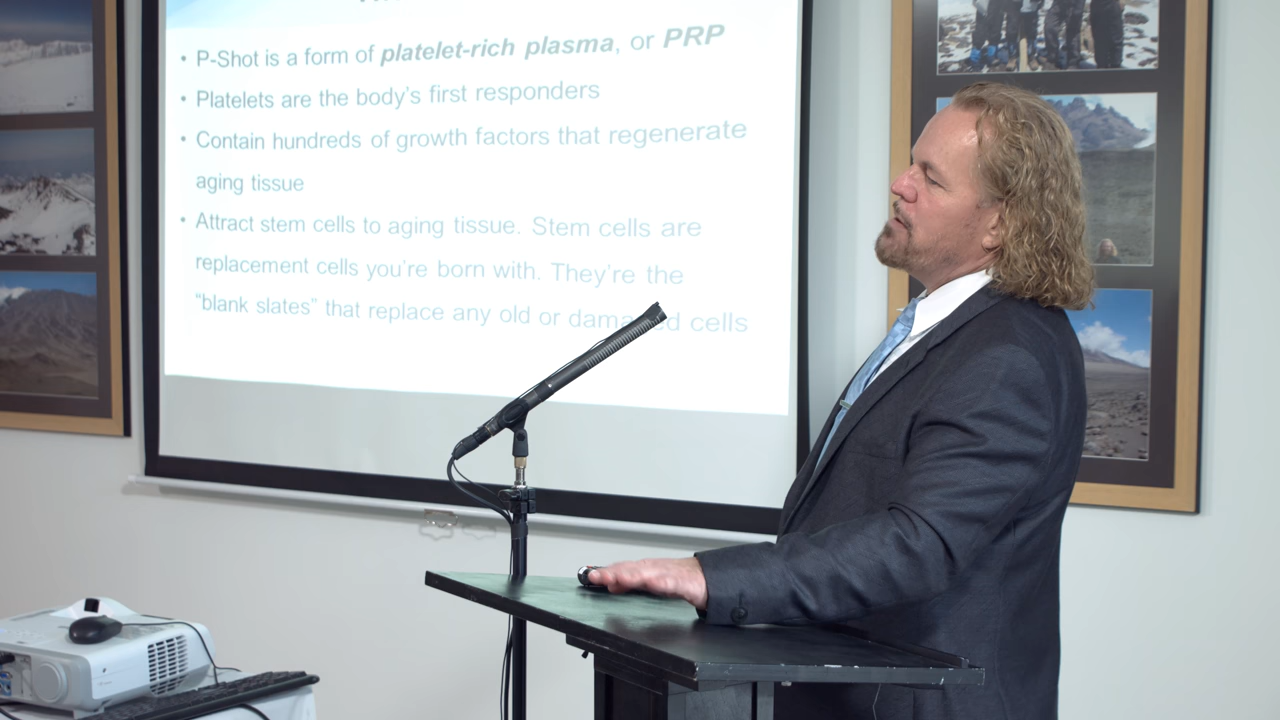 • P-Shot is a form of platelet-rich plasma, or PRP
• Platelets are the body's first responders
• Contain hundreds of growth factors that regenerate
aging tissue
• Attract stem cells to aging tissue. Stem cells are
replacement cells you're born with. They're the
"blank slates" that replace any old or damaged cells